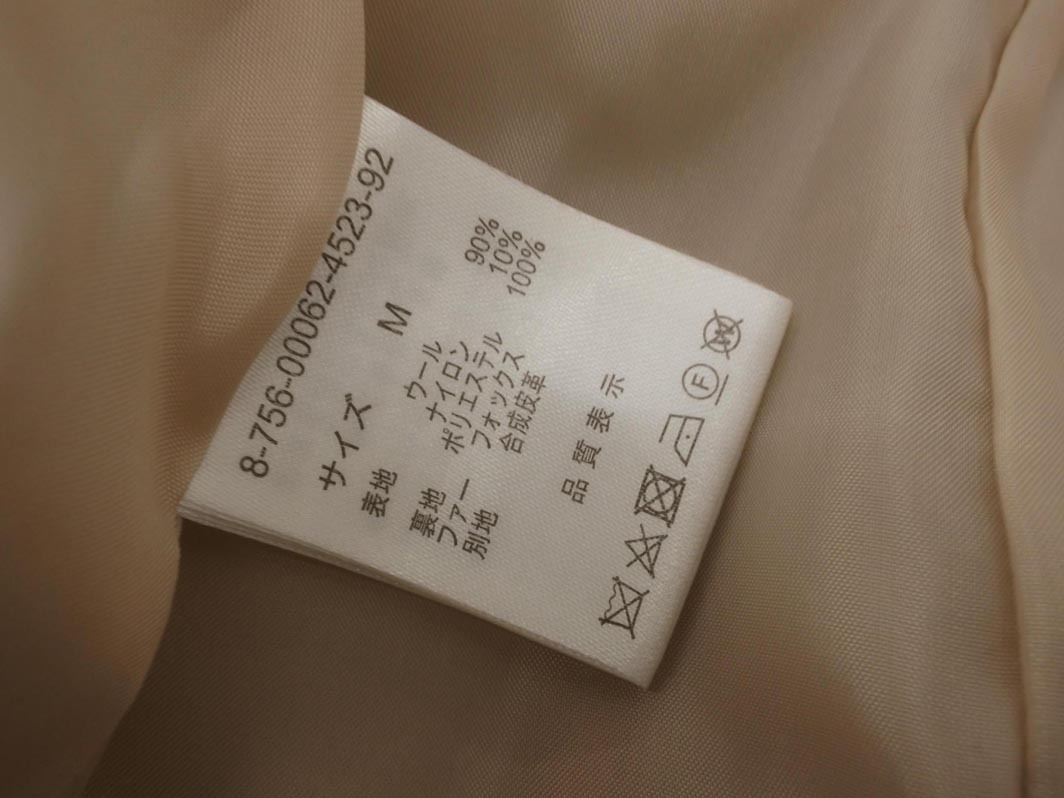 8-756-00062-4523-92
サイズ M
表地 ウール 90%
ナイロン 10%
裏地 ポリエステル 100%
ファー フォックス
別地 合成皮革
品質表示
F W